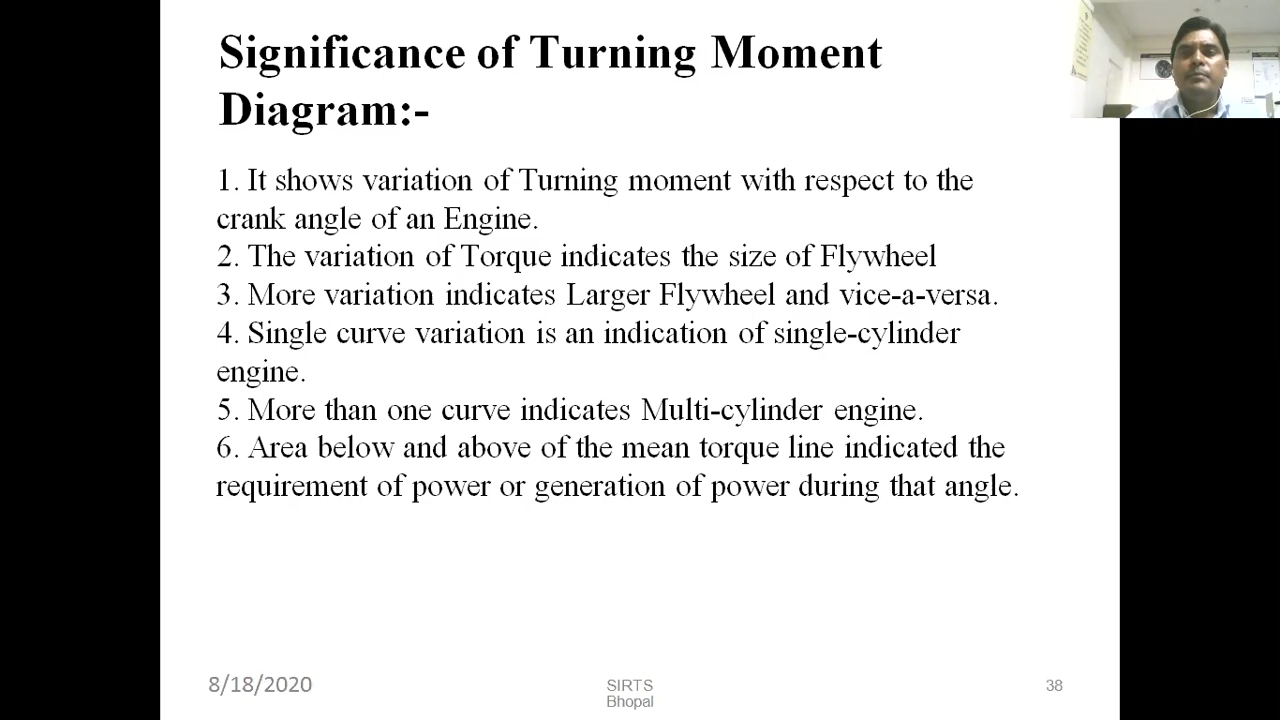 Significance of Turning Moment
Diagram:-
1. It shows variation of Turning moment with respect to the
crank angle of an Engine.
2. The variation of Torque indicates the size of Flywheel
3. More variation indicates Larger Flywheel and vice-a-versa.
4. Single curve variation is an indication of single-cylinder
engine.
5. More than one curve indicates Multi-cylinder engine.
6. Area below and above of the mean torque line indicated the
requirement of power or generation of power during that angle.
8/18/2020
SIRTS
Bhopal
38